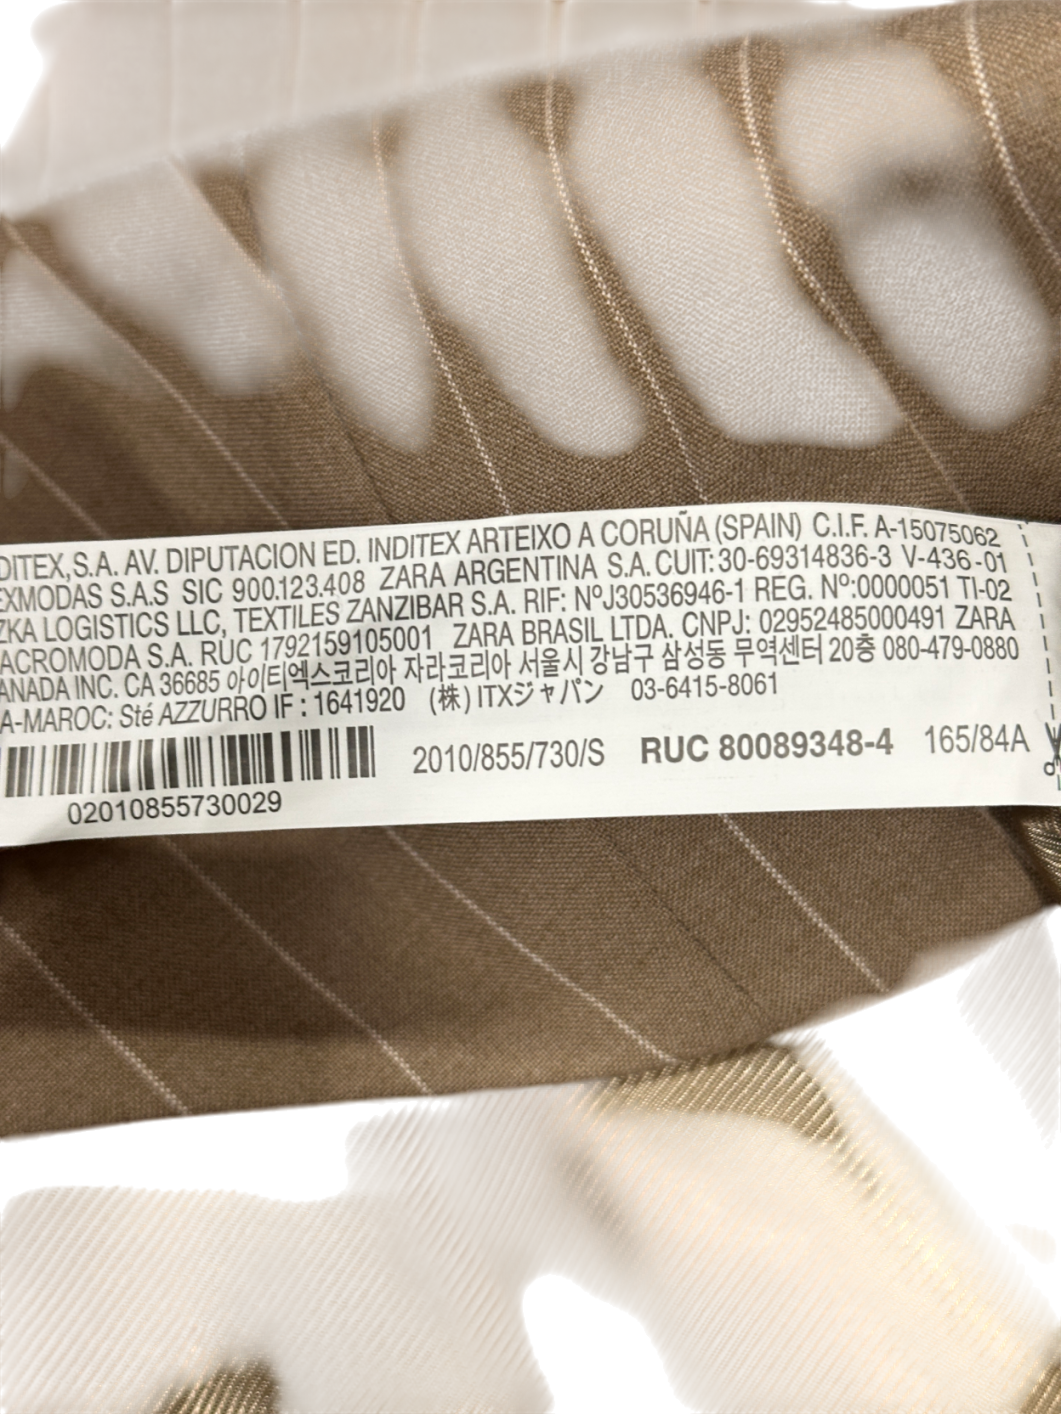 DITEX,S.A. AV. DIPUTACION ED. INDITEX ARTEIXO A CORUÑA (SPAIN) C.I.F. A-15075062
EXMODAS S.A.S SIC 900.123.408 ZARA ARGENTINA S.A. CUIT: 30-69314836-3 V-436-01
ZKA LOGISTICS LLC, TEXTILES ZANZIBAR S.A. RIF: NºJ30536946-1 REG. Nº:0000051 TI-02
ACROMODA S.A. RUC 1792159105001 ZARA BRASIL LTDA. CNPJ: 02952485000491 ZARA
ANADA INC. CA 36685 아이티엑스코리아 자라코리아 서울시 강남구 삼성동 무역센터 20층 080-479-0880
A-MAROC: Sté AZZURRO IF : 1641920 (株) ITXジャパン 03-6415-8061
2010/855/730/S RUC 80089348-4 165/84A
02010855730029